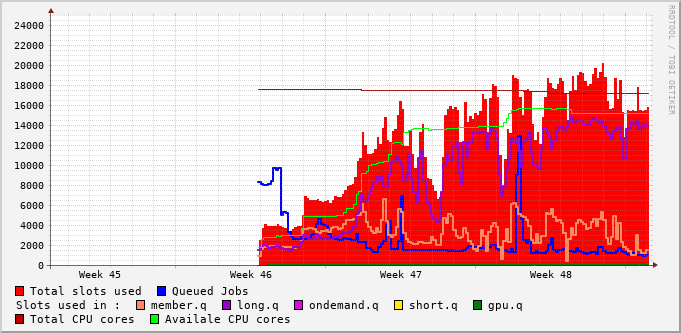 24000
22000
20000
18000
16000
14000
12000
10000
8000
6000
4000
2000
0
Week 45 Week 46 Week 47 Week 48
RRDTOOL / TOBI OETIKER
Total slots used Queued Jobs
Slots used in : member.q long.q ondemand.q short.q gpu.q
Total CPU cores Availale CPU cores